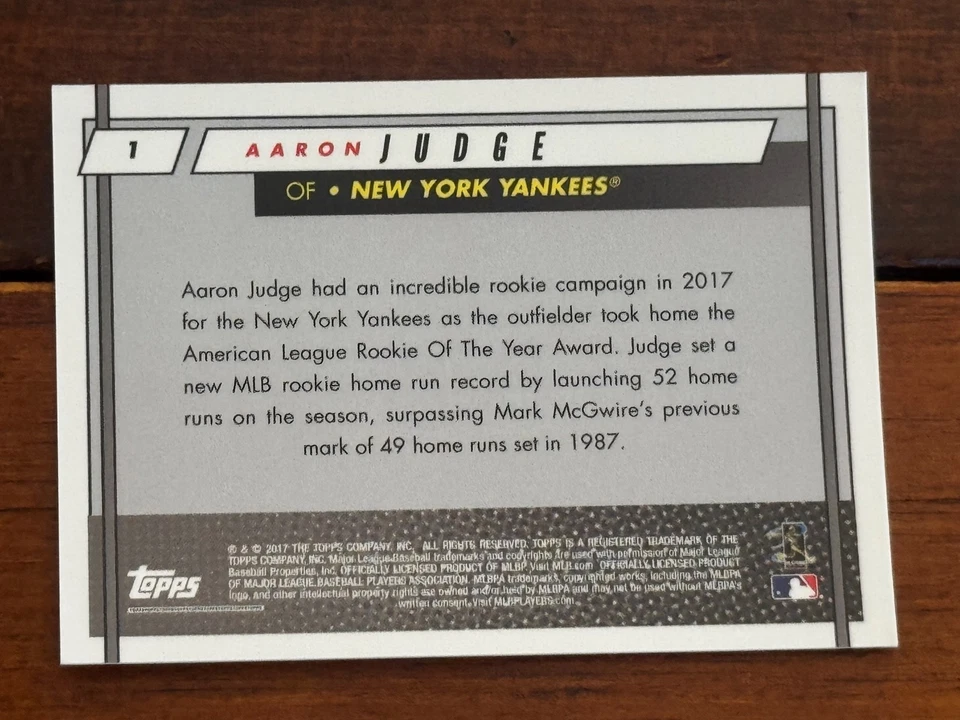 1
AARON JUDGE
OF • NEW YORK YANKEES®
Aaron Judge had an incredible rookie campaign in 2017
for the New York Yankees as the outfielder took home the
American League Rookie Of The Year Award. Judge set a
new MLB rookie home run record by launching 52 home
runs on the season, surpassing Mark McGwire's previous
mark of 49 home runs set in 1987.
® & © 2017 THE TOPPS COMPANY, INC. ALL RIGHTS RESERVED. TOPPS IS A REGISTERED TRADEMARK OF THE
TOPPS COMPANY, INC. Major League Baseball trademarks and copyrights are used with permission of Major League
Baseball Properties, Inc. OFFICIALLY LICENSED PRODUCT OF MLBP Visit MLB.com OFFICIALLY LICENSED PRODUCT
OF MAJOR LEAGUE BASEBALL PLAYERS ASSOCIATION. MLBPA trademarks, copyrighted works, including the MLBPA
logo, and other intellectual property rights are owned and/or held by MLBPA and may not be used without MLBPA's
written consent. Visit MLBPLAYERS.com
topps